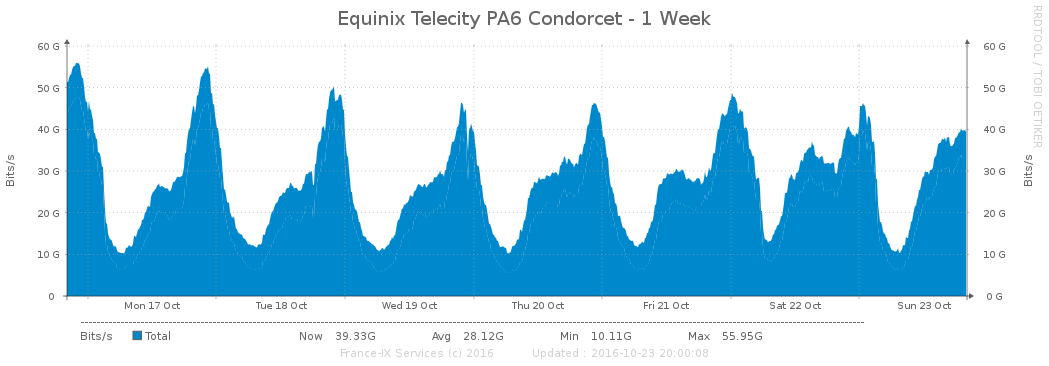 Equinix Telecity PA6 Condorcet - 1 Week
RRDTOOL / TOBI OETIKER
Bits/s
60 G 60 G
50 G 50 G
40 G 40 G
30 G 30 G
20 G 20 G
10 G 10 G
0 0 G
Bits/s
Mon 17 Oct Tue 18 Oct Wed 19 Oct Thu 20 Oct Fri 21 Oct Sat 22 Oct Sun 23 Oct
Bits/s Total Now 39.33G Avg 28.12G Min 10.11G Max 55.95G
France-IX Services (c) 2016 Updated : 2016-10-23 20:00:08